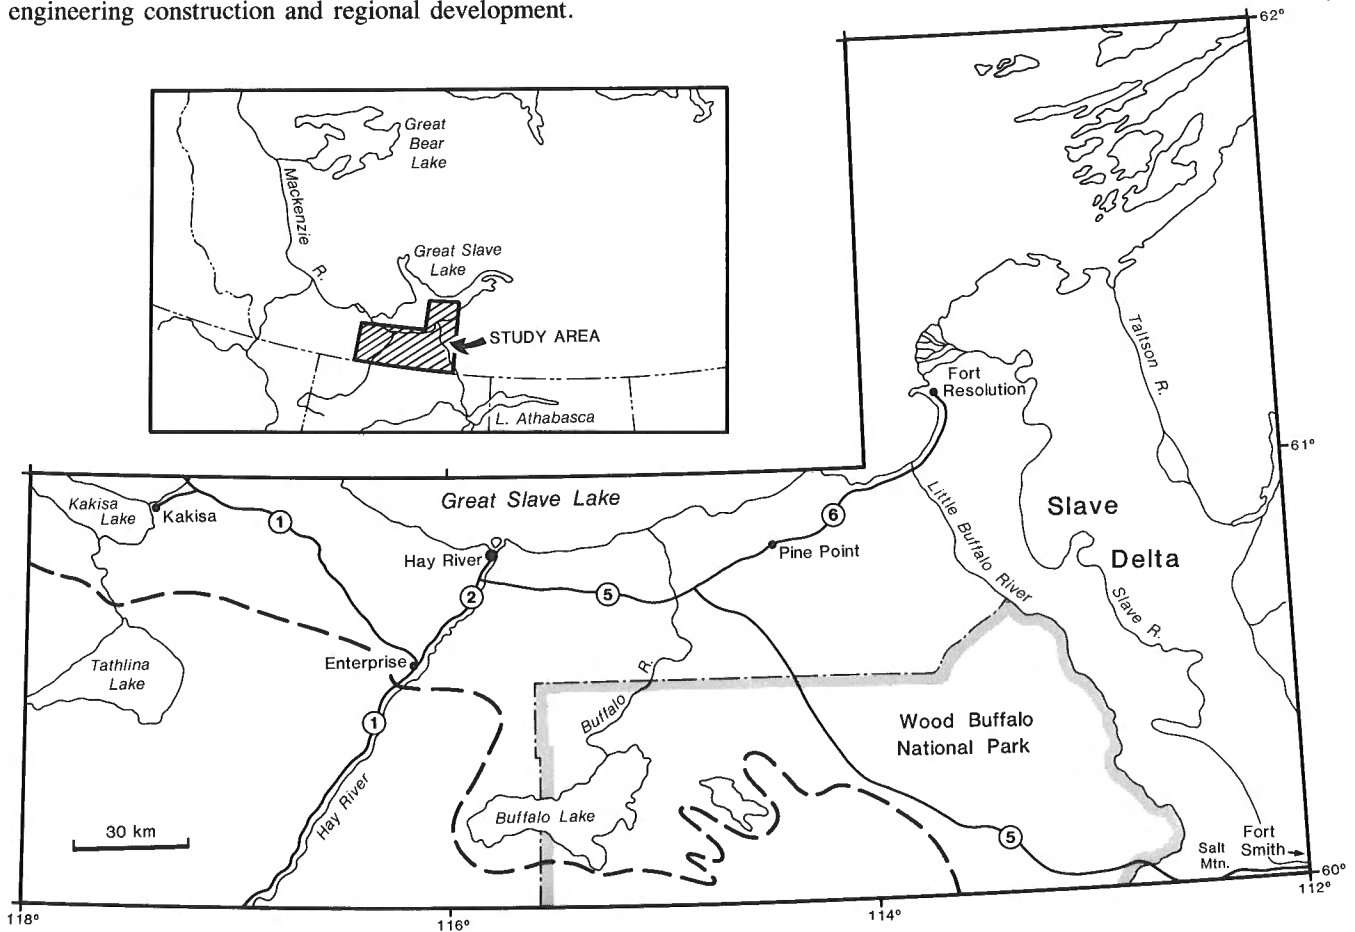 engineering construction and regional development.
62°
Great
Bear
Lake
Mackenzie
R.
Great Slave
Lake
STUDY AREA
L. Athabasca
Taltson R.
Fort
Resolution
61°
Kakisa
Lake
Kakisa
1
Great Slave Lake
6
Little Buffalo River
Slave
Hay River
Pine Point
Delta
2
5
Slave R.
Enterprise
Tathlina
Lake
R.
Buffalo
1
Wood Buffalo
National Park
Hay River
Buffalo Lake
30 km
5
Salt
Mtn.
Fort
Smith
60°
118°
116°
114°
112°